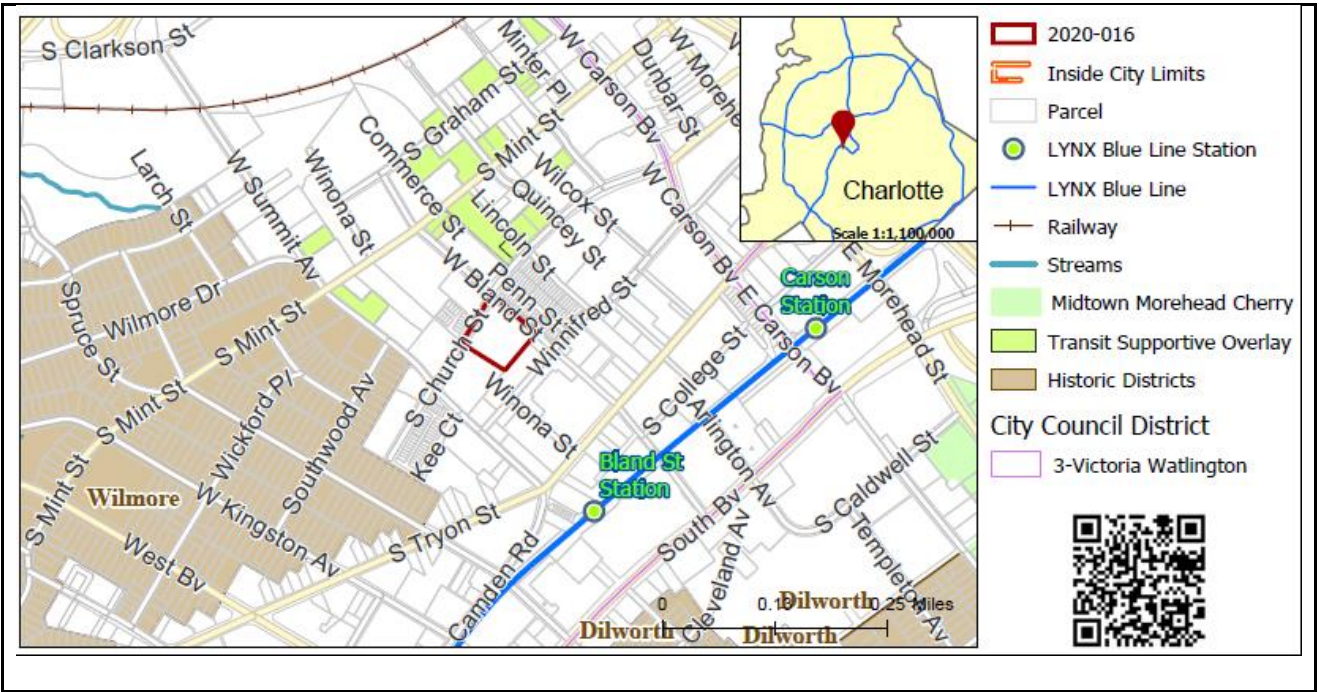 S Clarkson St
Minter Pl
W Carson Bv
Dunbar St
W Morehe
S Graham St
Commerce St
S Mint St
Larch St
W Summit Av
Winona St
Wilcox St
Quincey St
Lincoln St
W Carson Bv
Charlotte
Scale 1:1,100,000
W Bland St
Penn St
Winnifred St
Carson
Station
E Morehead St
E Carson Bv
Spruce St
Wilmore Dr
S Mint St
S Church St
S College St
S Mint St
Wickford Pl
Southwood Av
Kee Ct
Winona St
Arlington Av
Bland St
Station
S Caldwell St
S Mint St
Wilmore
W Kingston Av
S Tryon St
South Bv
Templeton Av
West Bv
Camden Rd
Cleveland Av
0
0.25 Miles
Dilworth
Dilworth
Dilworth
2020-016
Inside City Limits
Parcel
LYNX Blue Line Station
LYNX Blue Line
Railway
Streams
Midtown Morehead Cherry
Transit Supportive Overlay
Historic Districts
City Council District
3-Victoria Watlington